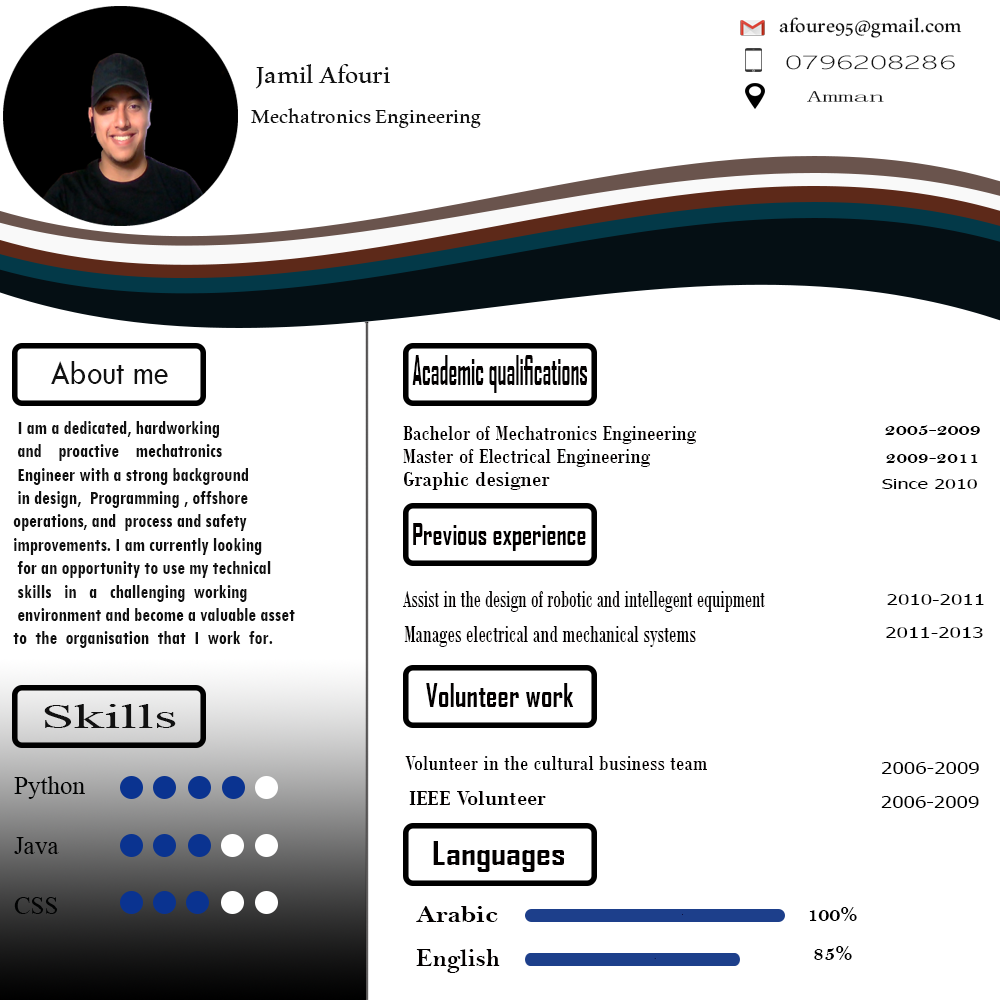 Jamil Afouri
Mechatronics Engineering
afoure95@gmail.com
0796208286
Amman
About me
I am a dedicated, hardworking
and proactive mechatronics
Engineer with a strong background
in design, Programming , offshore
operations, and process and safety
improvements. I am currently looking
for an opportunity to use my technical
skills in a challenging working
environment and become a valuable asset
to the organisation that I work for.
Skills
Python
Java
CSS
Academic qualifications
Bachelor of Mechatronics Engineering 2005-2009
Master of Electrical Engineering 2009-2011
Graphic designer Since 2010
Previous experience
Assist in the design of robotic and intellegent equipment 2010-2011
Manages electrical and mechanical systems 2011-2013
Volunteer work
Volunteer in the cultural business team 2006-2009
IEEE Volunteer 2006-2009
Languages
Arabic 100%
English 85%